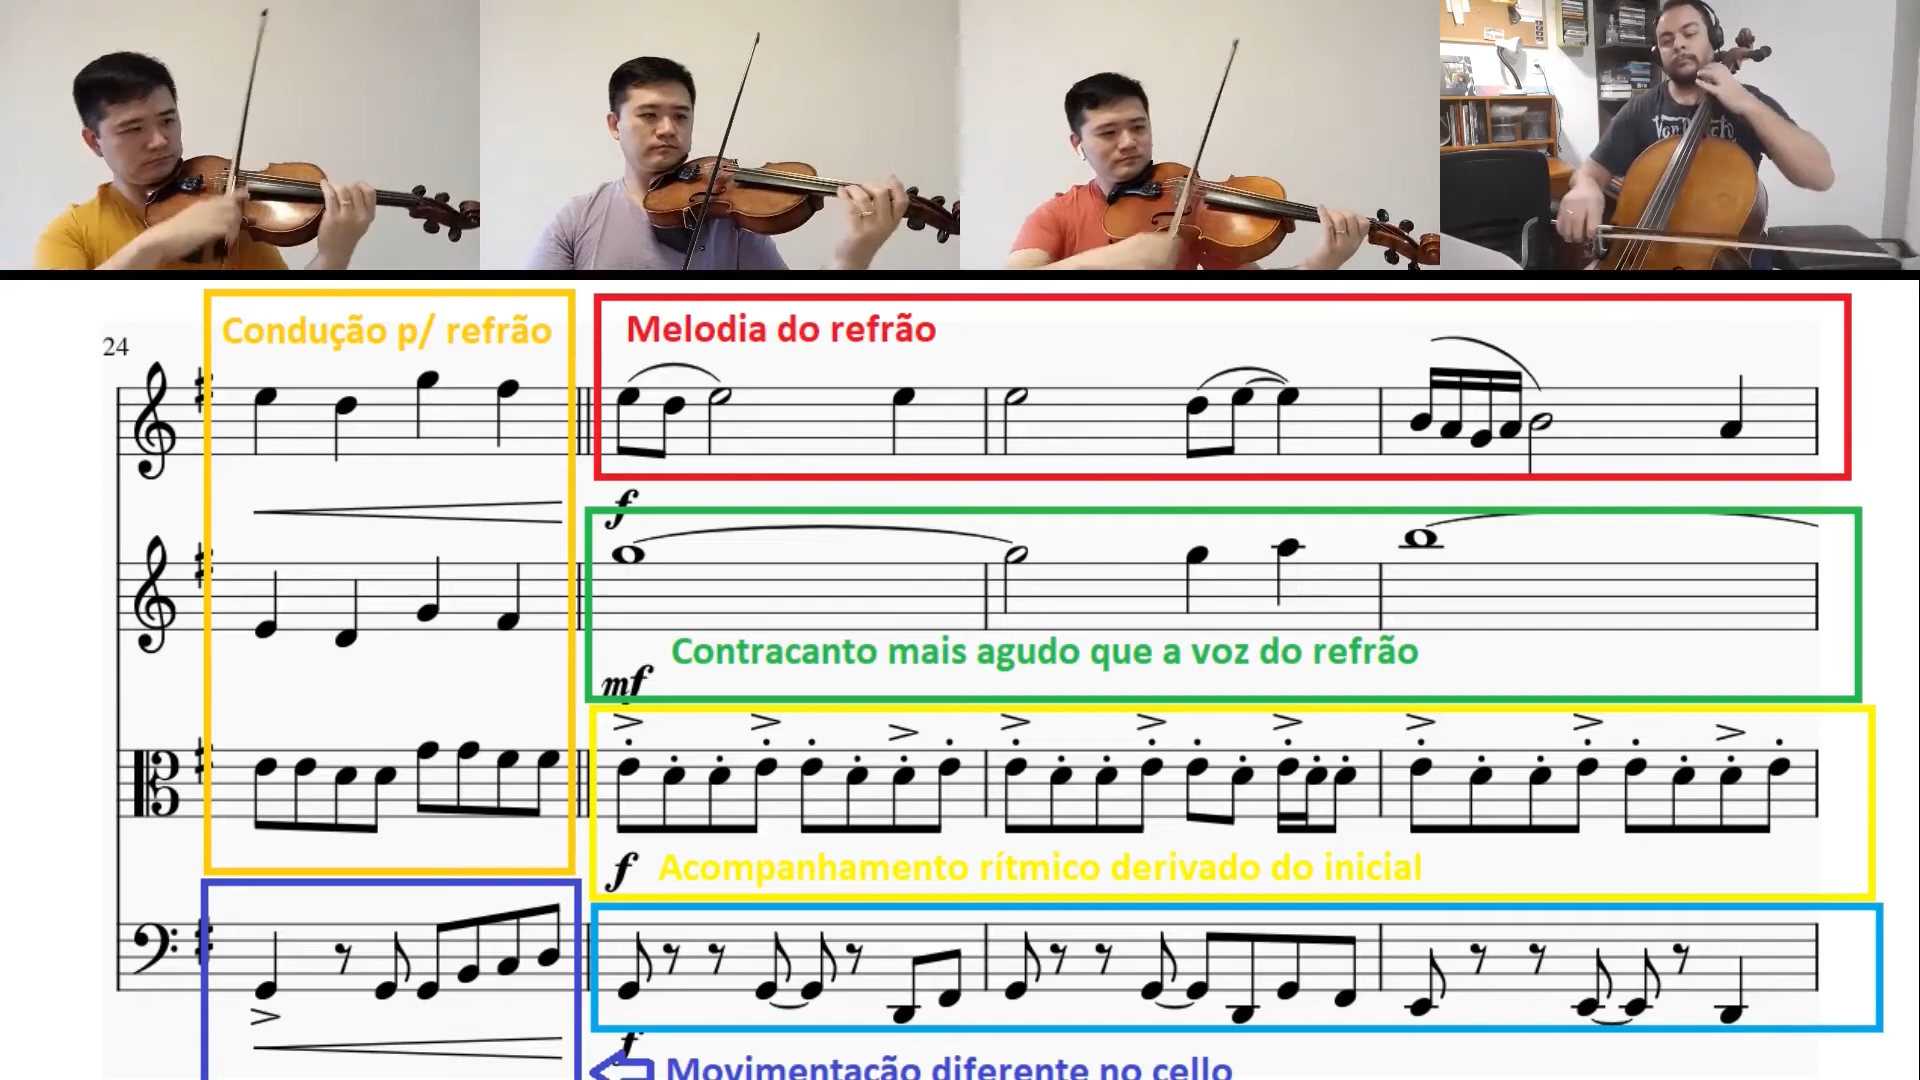 Condução p/ refrão
Melodia do refrão
24
f
Contracanto mais agudo que a voz do refrão
mf
f
Acompanhamento rítmico derivado do inicial
f
Movimentação diferente no cello